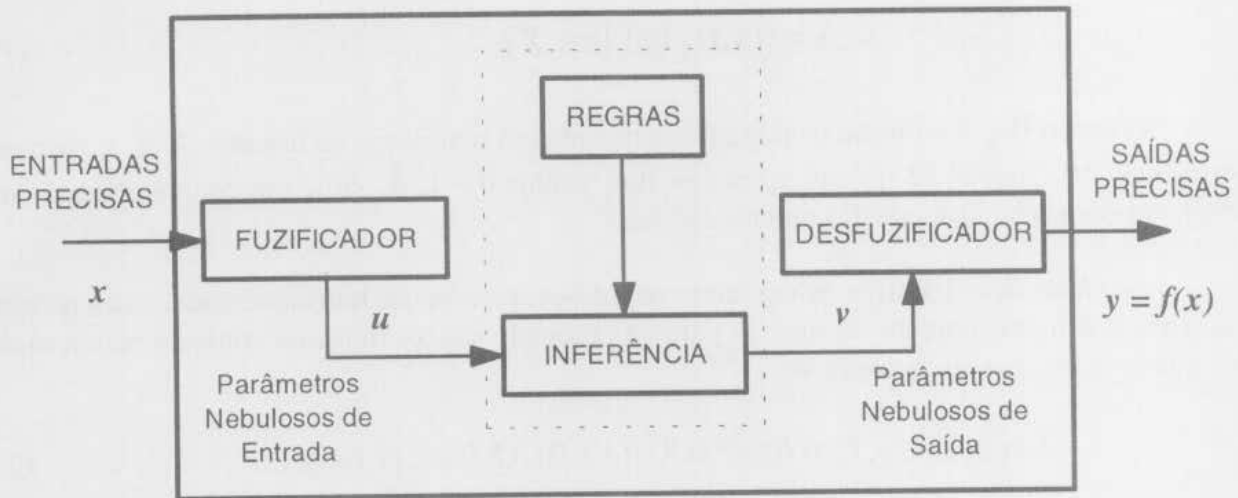 REGRAS
ENTRADAS
PRECISAS
SAÍDAS
PRECISAS
FUZIFICADOR
DESFUZIFICADOR
x
u
v
y = f(x)
INFERÊNCIA
Parâmetros
Nebulosos de
Entrada
Parâmetros
Nebulosos de
Saída